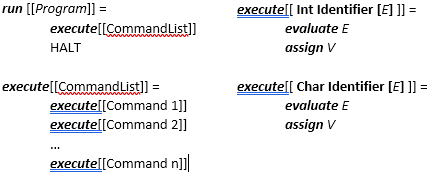 run [[Program]] =
execute[[CommandList]]
HALT
execute[[CommandList]] =
execute[[Command 1]]
execute[[Command 2]]
...
execute[[Command n]]
execute[[ Int Identifier [E] ]] =
evaluate E
assign V
execute[[ Char Identifier [E] ]] =
evaluate E
assign V